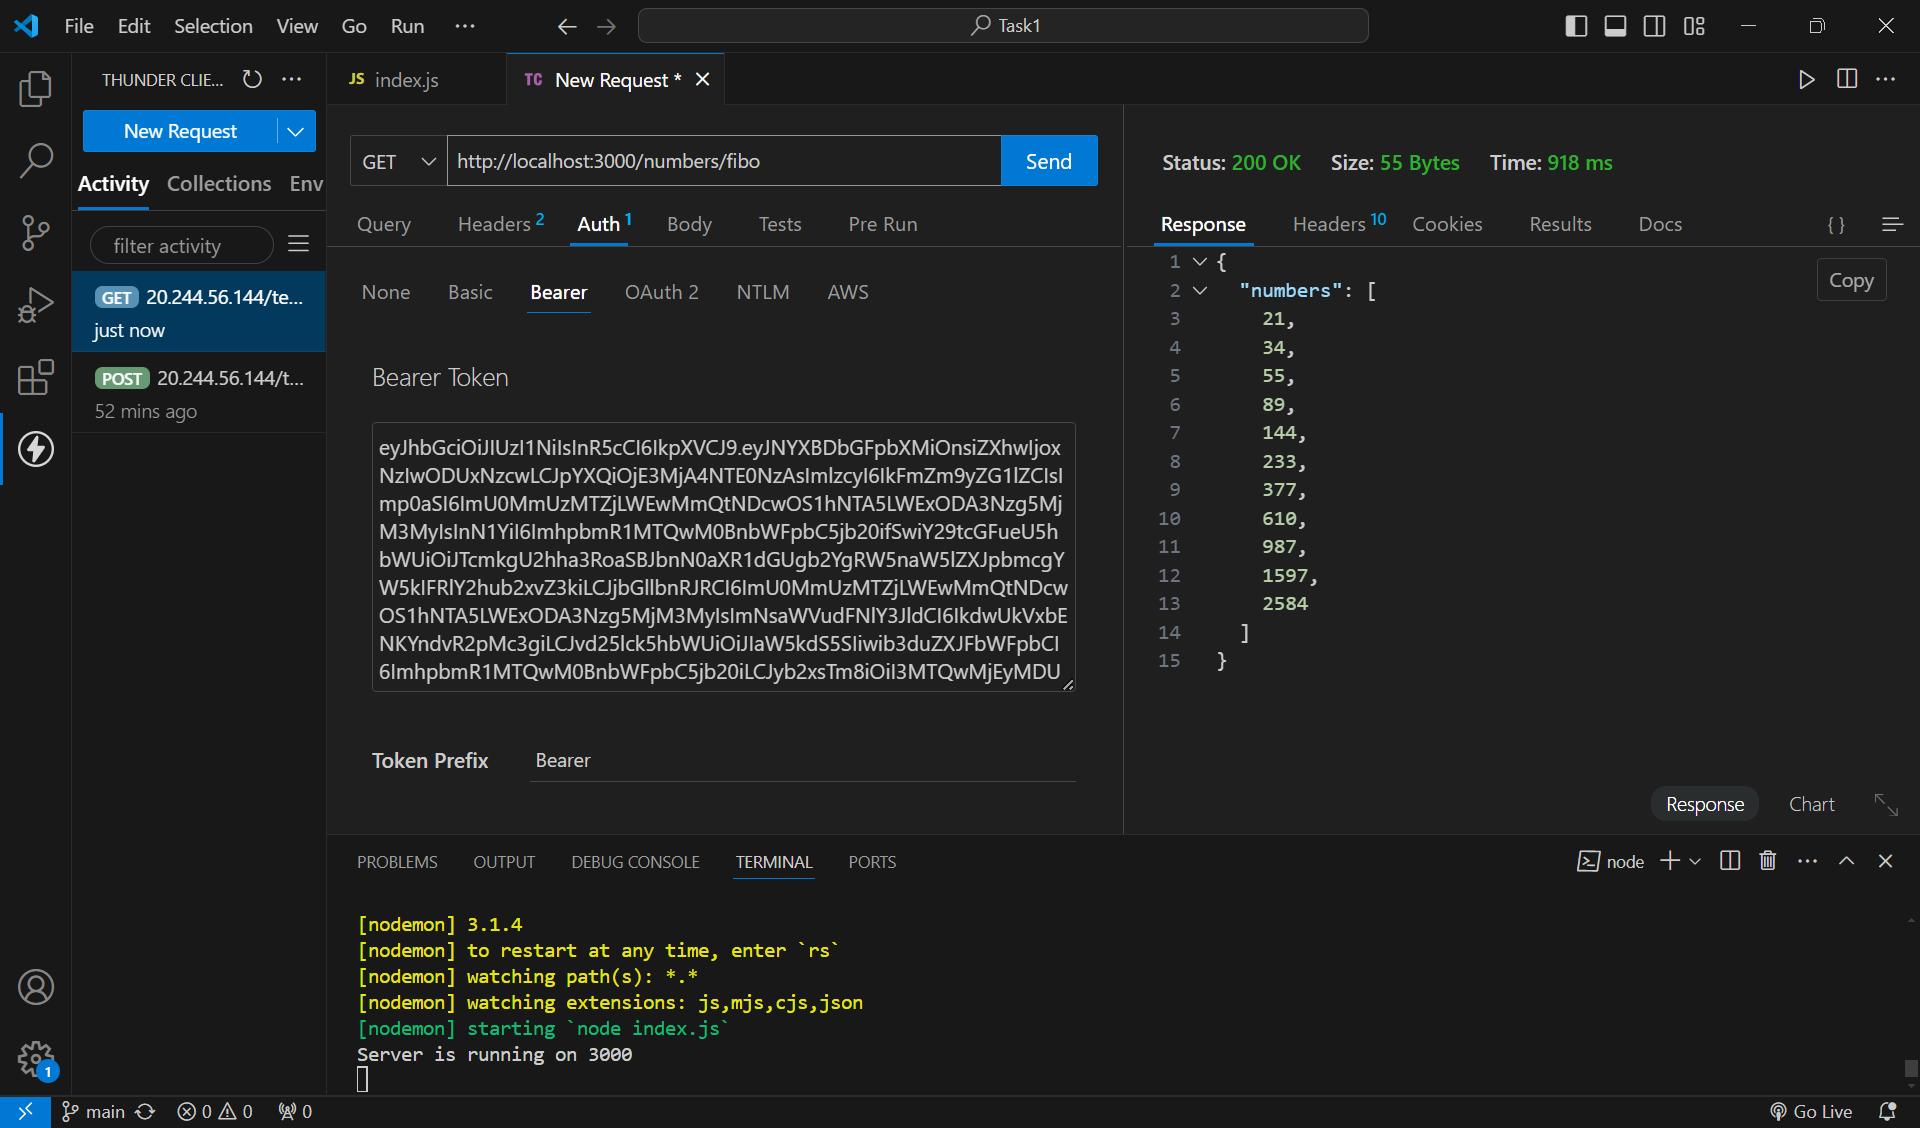 File Edit Selection View Go Run ··· Task1
THUNDER CLIE... ···
New Request
Activity Collections Env
filter activity
GET 20.244.56.144/te...
just now
POST 20.244.56.144/t...
52 mins ago
JS index.js TC New Request *
GET http://localhost:3000/numbers/fibo Send
Query Headers 2 Auth 1 Body Tests Pre Run
None Basic Bearer OAuth 2 NTLM AWS
Bearer Token
Token Prefix Bearer
Status: 200 OK Size: 55 Bytes Time: 918 ms
Response Headers 10 Cookies Results Docs { }
Copy
1 {
2 "numbers": [
3 21,
4 34,
5 55,
6 89,
7 144,
8 233,
9 377,
10 610,
11 987,
12 1597,
13 2584
14 ]
15 }
Response Chart
PROBLEMS OUTPUT DEBUG CONSOLE TERMINAL PORTS node
[nodemon] 3.1.4
[nodemon] to restart at any time, enter `rs`
[nodemon] watching path(s): *.*
[nodemon] watching extensions: js,mjs,cjs,json
[nodemon] starting `node index.js`
Server is running on 3000
1
main 0 0 0 Go Live